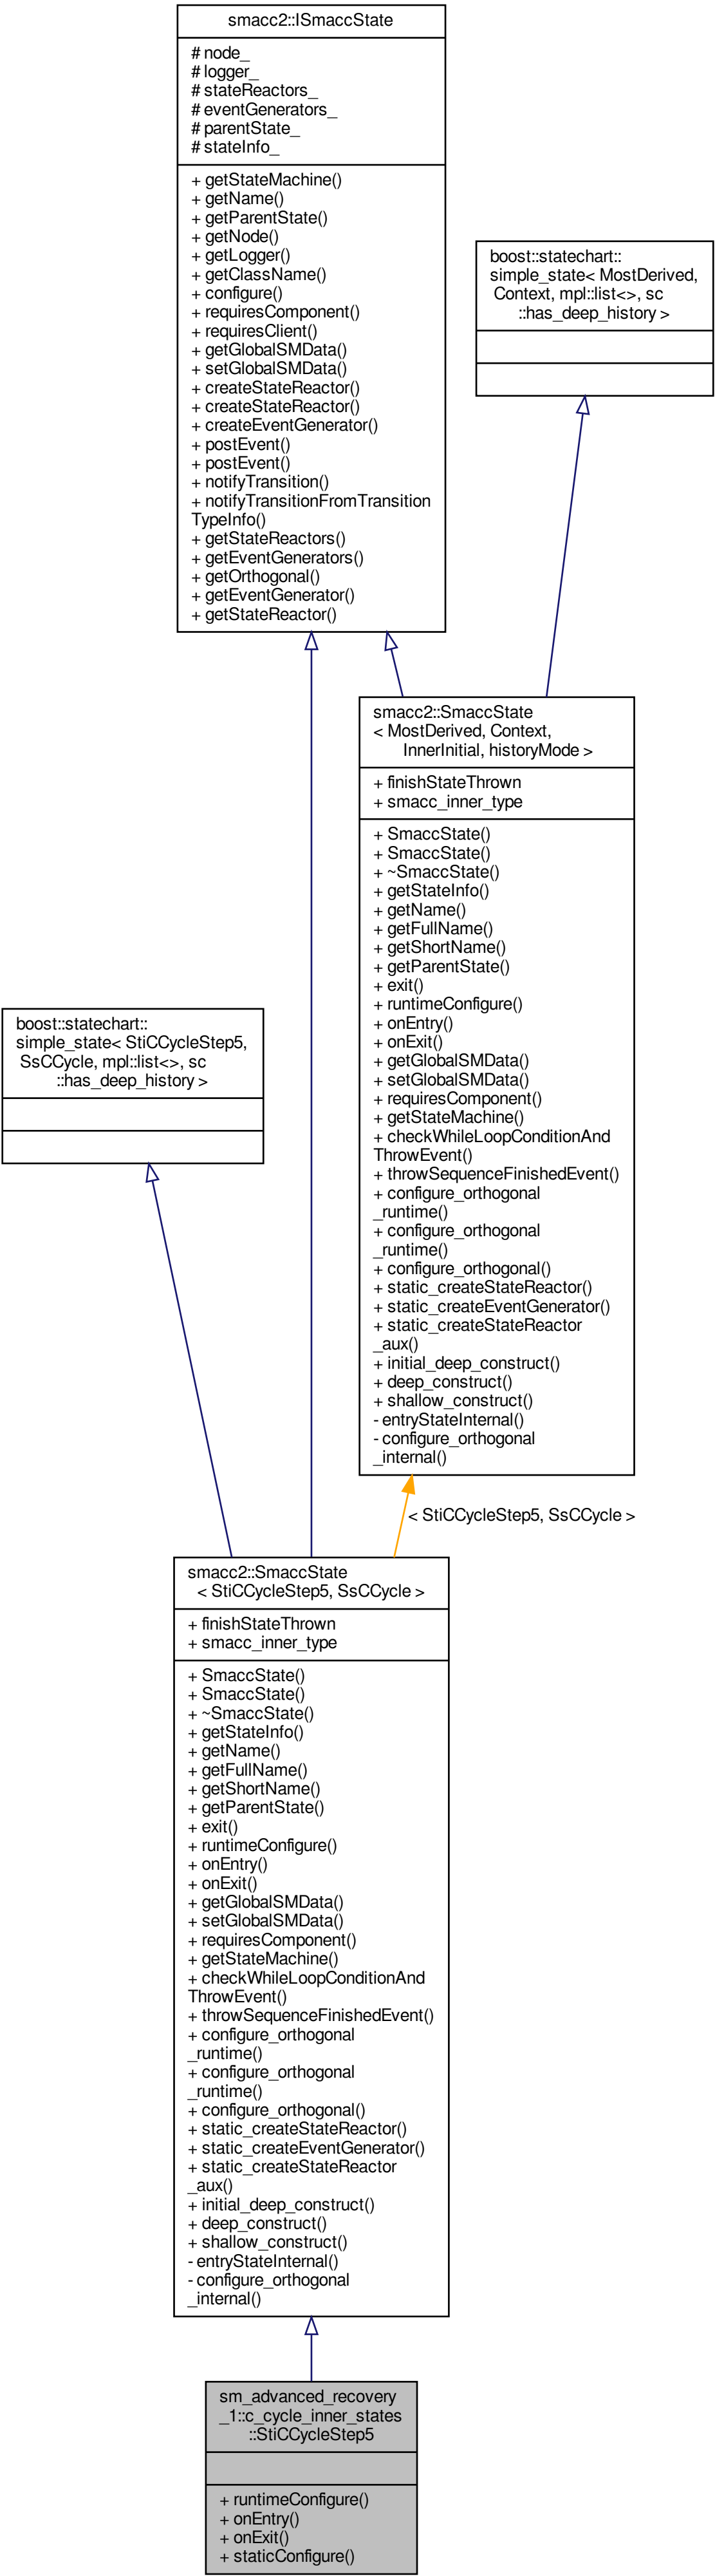 smacc2::ISmaccState
# node_
# logger_
# stateReactors_
# eventGenerators_
# parentState_
# stateInfo_
+ getStateMachine()
+ getName()
+ getParentState()
+ getNode()
+ getLogger()
+ getClassName()
+ configure()
+ requiresComponent()
+ requiresClient()
+ getGlobalSMData()
+ setGlobalSMData()
+ createStateReactor()
+ createStateReactor()
+ createEventGenerator()
+ postEvent()
+ postEvent()
+ notifyTransition()
+ notifyTransitionFromTransition
TypeInfo()
+ getStateReactors()
+ getEventGenerators()
+ getOrthogonal()
+ getEventGenerator()
+ getStateReactor()
boost::statechart::
simple_state< MostDerived,
Context, mpl::list<>, sc
::has_deep_history >
smacc2::SmaccState
< MostDerived, Context,
InnerInitial, historyMode >
+ finishStateThrown
+ smacc_inner_type
+ SmaccState()
+ SmaccState()
+ ~SmaccState()
+ getStateInfo()
+ getName()
+ getFullName()
+ getShortName()
+ getParentState()
+ exit()
+ runtimeConfigure()
+ onEntry()
+ onExit()
+ getGlobalSMData()
+ setGlobalSMData()
+ requiresComponent()
+ getStateMachine()
+ checkWhileLoopConditionAnd
ThrowEvent()
+ throwSequenceFinishedEvent()
+ configure_orthogonal
_runtime()
+ configure_orthogonal
_runtime()
+ configure_orthogonal()
+ static_createStateReactor()
+ static_createEventGenerator()
+ static_createStateReactor
_aux()
+ initial_deep_construct()
+ deep_construct()
+ shallow_construct()
- entryStateInternal()
- configure_orthogonal
_internal()
boost::statechart::
simple_state< StiCCycleStep5,
SsCCycle, mpl::list<>, sc
::has_deep_history >
< StiCCycleStep5, SsCCycle >
smacc2::SmaccState
< StiCCycleStep5, SsCCycle >
+ finishStateThrown
+ smacc_inner_type
+ SmaccState()
+ SmaccState()
+ ~SmaccState()
+ getStateInfo()
+ getName()
+ getFullName()
+ getShortName()
+ getParentState()
+ exit()
+ runtimeConfigure()
+ onEntry()
+ onExit()
+ getGlobalSMData()
+ setGlobalSMData()
+ requiresComponent()
+ getStateMachine()
+ checkWhileLoopConditionAnd
ThrowEvent()
+ throwSequenceFinishedEvent()
+ configure_orthogonal
_runtime()
+ configure_orthogonal
_runtime()
+ configure_orthogonal()
+ static_createStateReactor()
+ static_createEventGenerator()
+ static_createStateReactor
_aux()
+ initial_deep_construct()
+ deep_construct()
+ shallow_construct()
- entryStateInternal()
- configure_orthogonal
_internal()
sm_advanced_recovery
_1::c_cycle_inner_states
::StiCCycleStep5
+ runtimeConfigure()
+ onEntry()
+ onExit()
+ staticConfigure()